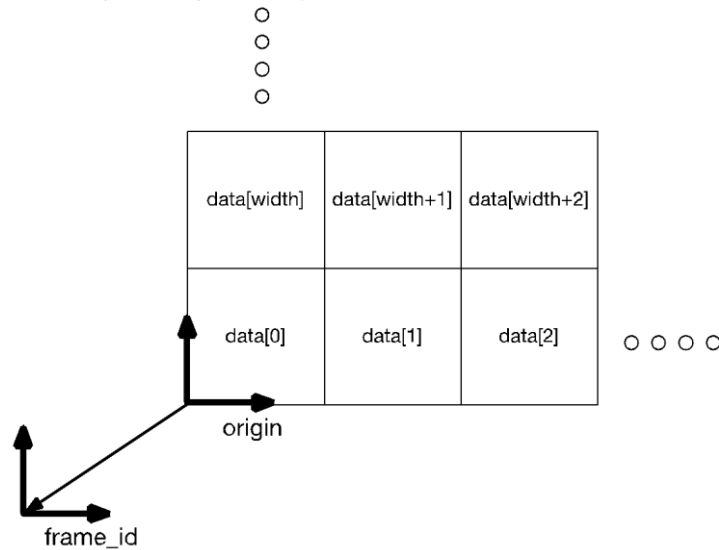 data[width] data[width+1] data[width+2]
data[0] data[1] data[2]
origin
frame_id